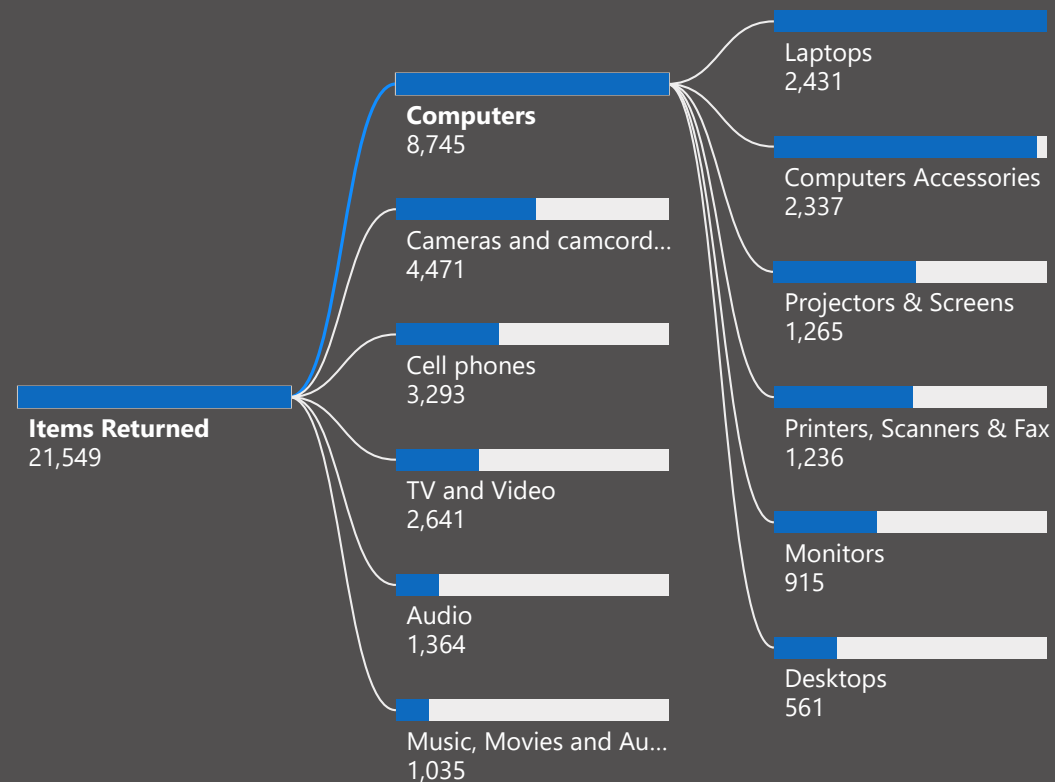 Items Returned
21,549
Computers
8,745
Cameras and camcord...
4,471
Cell phones
3,293
TV and Video
2,641
Audio
1,364
Music, Movies and Au...
1,035
Laptops
2,431
Computers Accessories
2,337
Projectors & Screens
1,265
Printers, Scanners & Fax
1,236
Monitors
915
Desktops
561